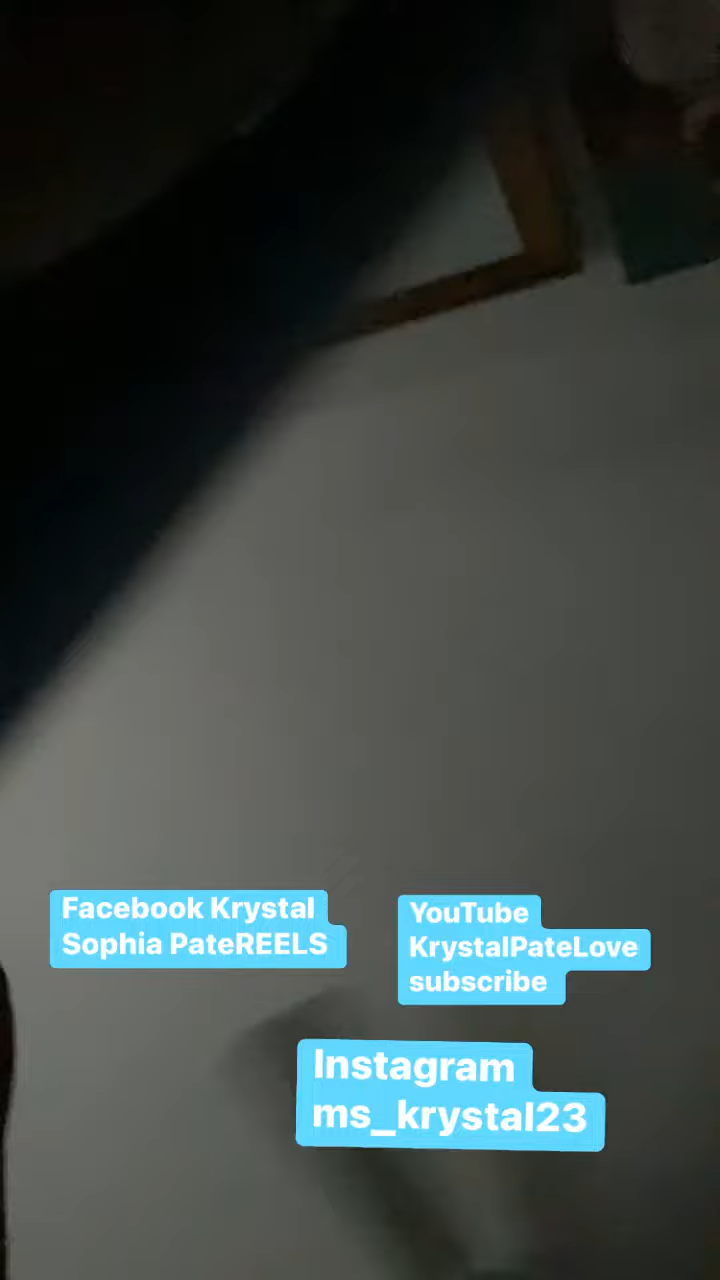 Facebook Krystal
Sophia PateREELS
YouTube
KrystalPateLove
subscribe
Instagram
ms_krystal23